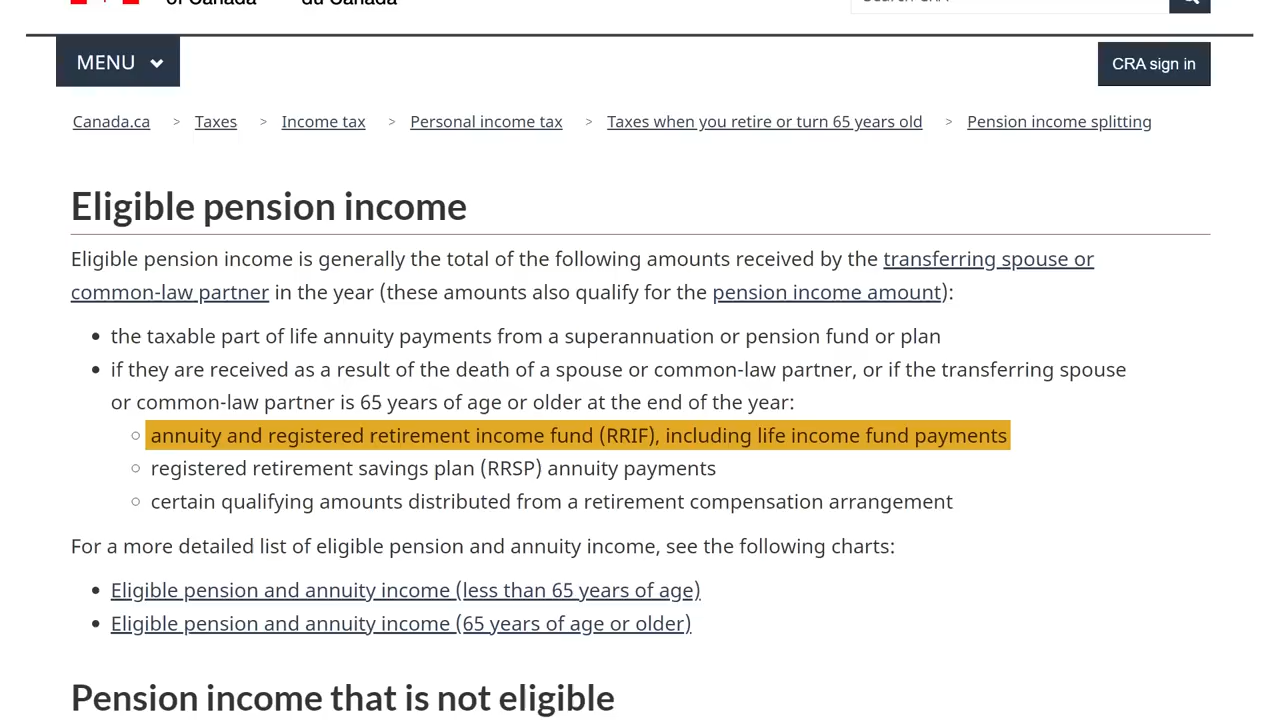 of Canada du Canada
Search CRA
MENU
CRA sign in
Canada.ca > Taxes > Income tax > Personal income tax > Taxes when you retire or turn 65 years old > Pension income splitting
Eligible pension income
Eligible pension income is generally the total of the following amounts received by the transferring spouse or
common-law partner in the year (these amounts also qualify for the pension income amount):
• the taxable part of life annuity payments from a superannuation or pension fund or plan
• if they are received as a result of the death of a spouse or common-law partner, or if the transferring spouse
or common-law partner is 65 years of age or older at the end of the year:
○ annuity and registered retirement income fund (RRIF), including life income fund payments
○ registered retirement savings plan (RRSP) annuity payments
○ certain qualifying amounts distributed from a retirement compensation arrangement
For a more detailed list of eligible pension and annuity income, see the following charts:
• Eligible pension and annuity income (less than 65 years of age)
• Eligible pension and annuity income (65 years of age or older)
Pension income that is not eligible